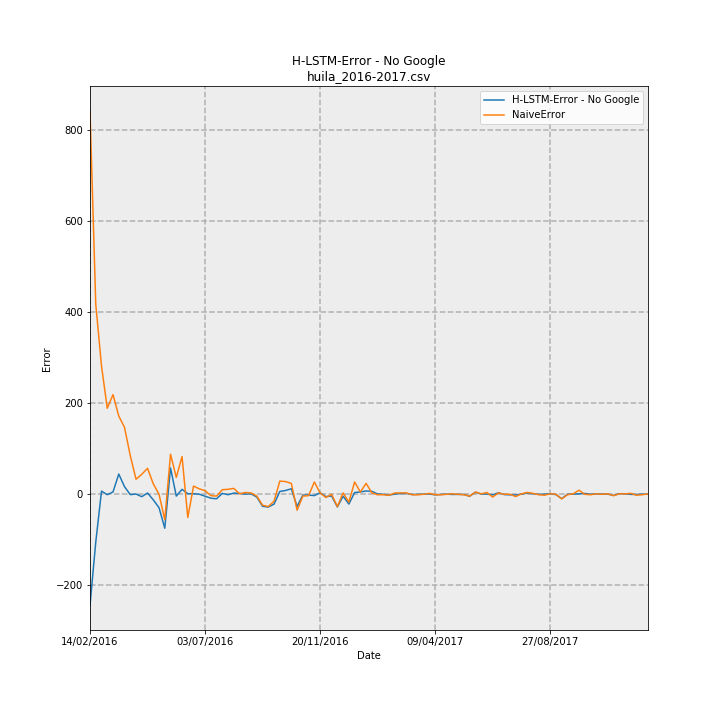 H-LSTM-Error - No Google
huila_2016-2017.csv
H-LSTM-Error - No Google
NaiveError
800
600
400
200
0
−200
Error
14/02/2016
03/07/2016
20/11/2016
09/04/2017
27/08/2017
Date